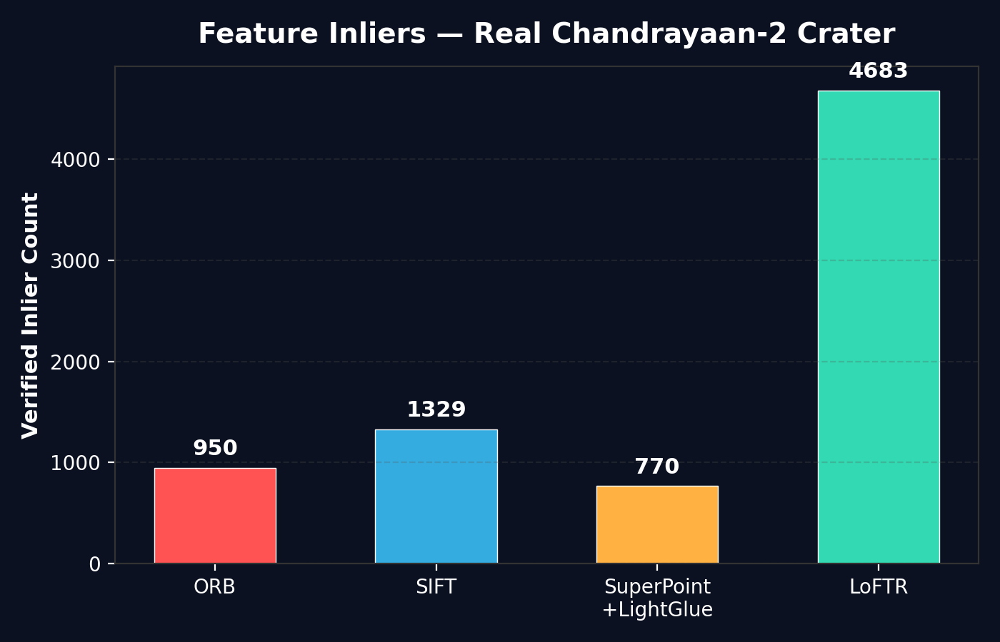 Feature Inliers — Real Chandrayaan-2 Crater
4683
4000
3000
2000
1000
0
Verified Inlier Count
950
1329
770
ORB
SIFT
SuperPoint
+LightGlue
LoFTR